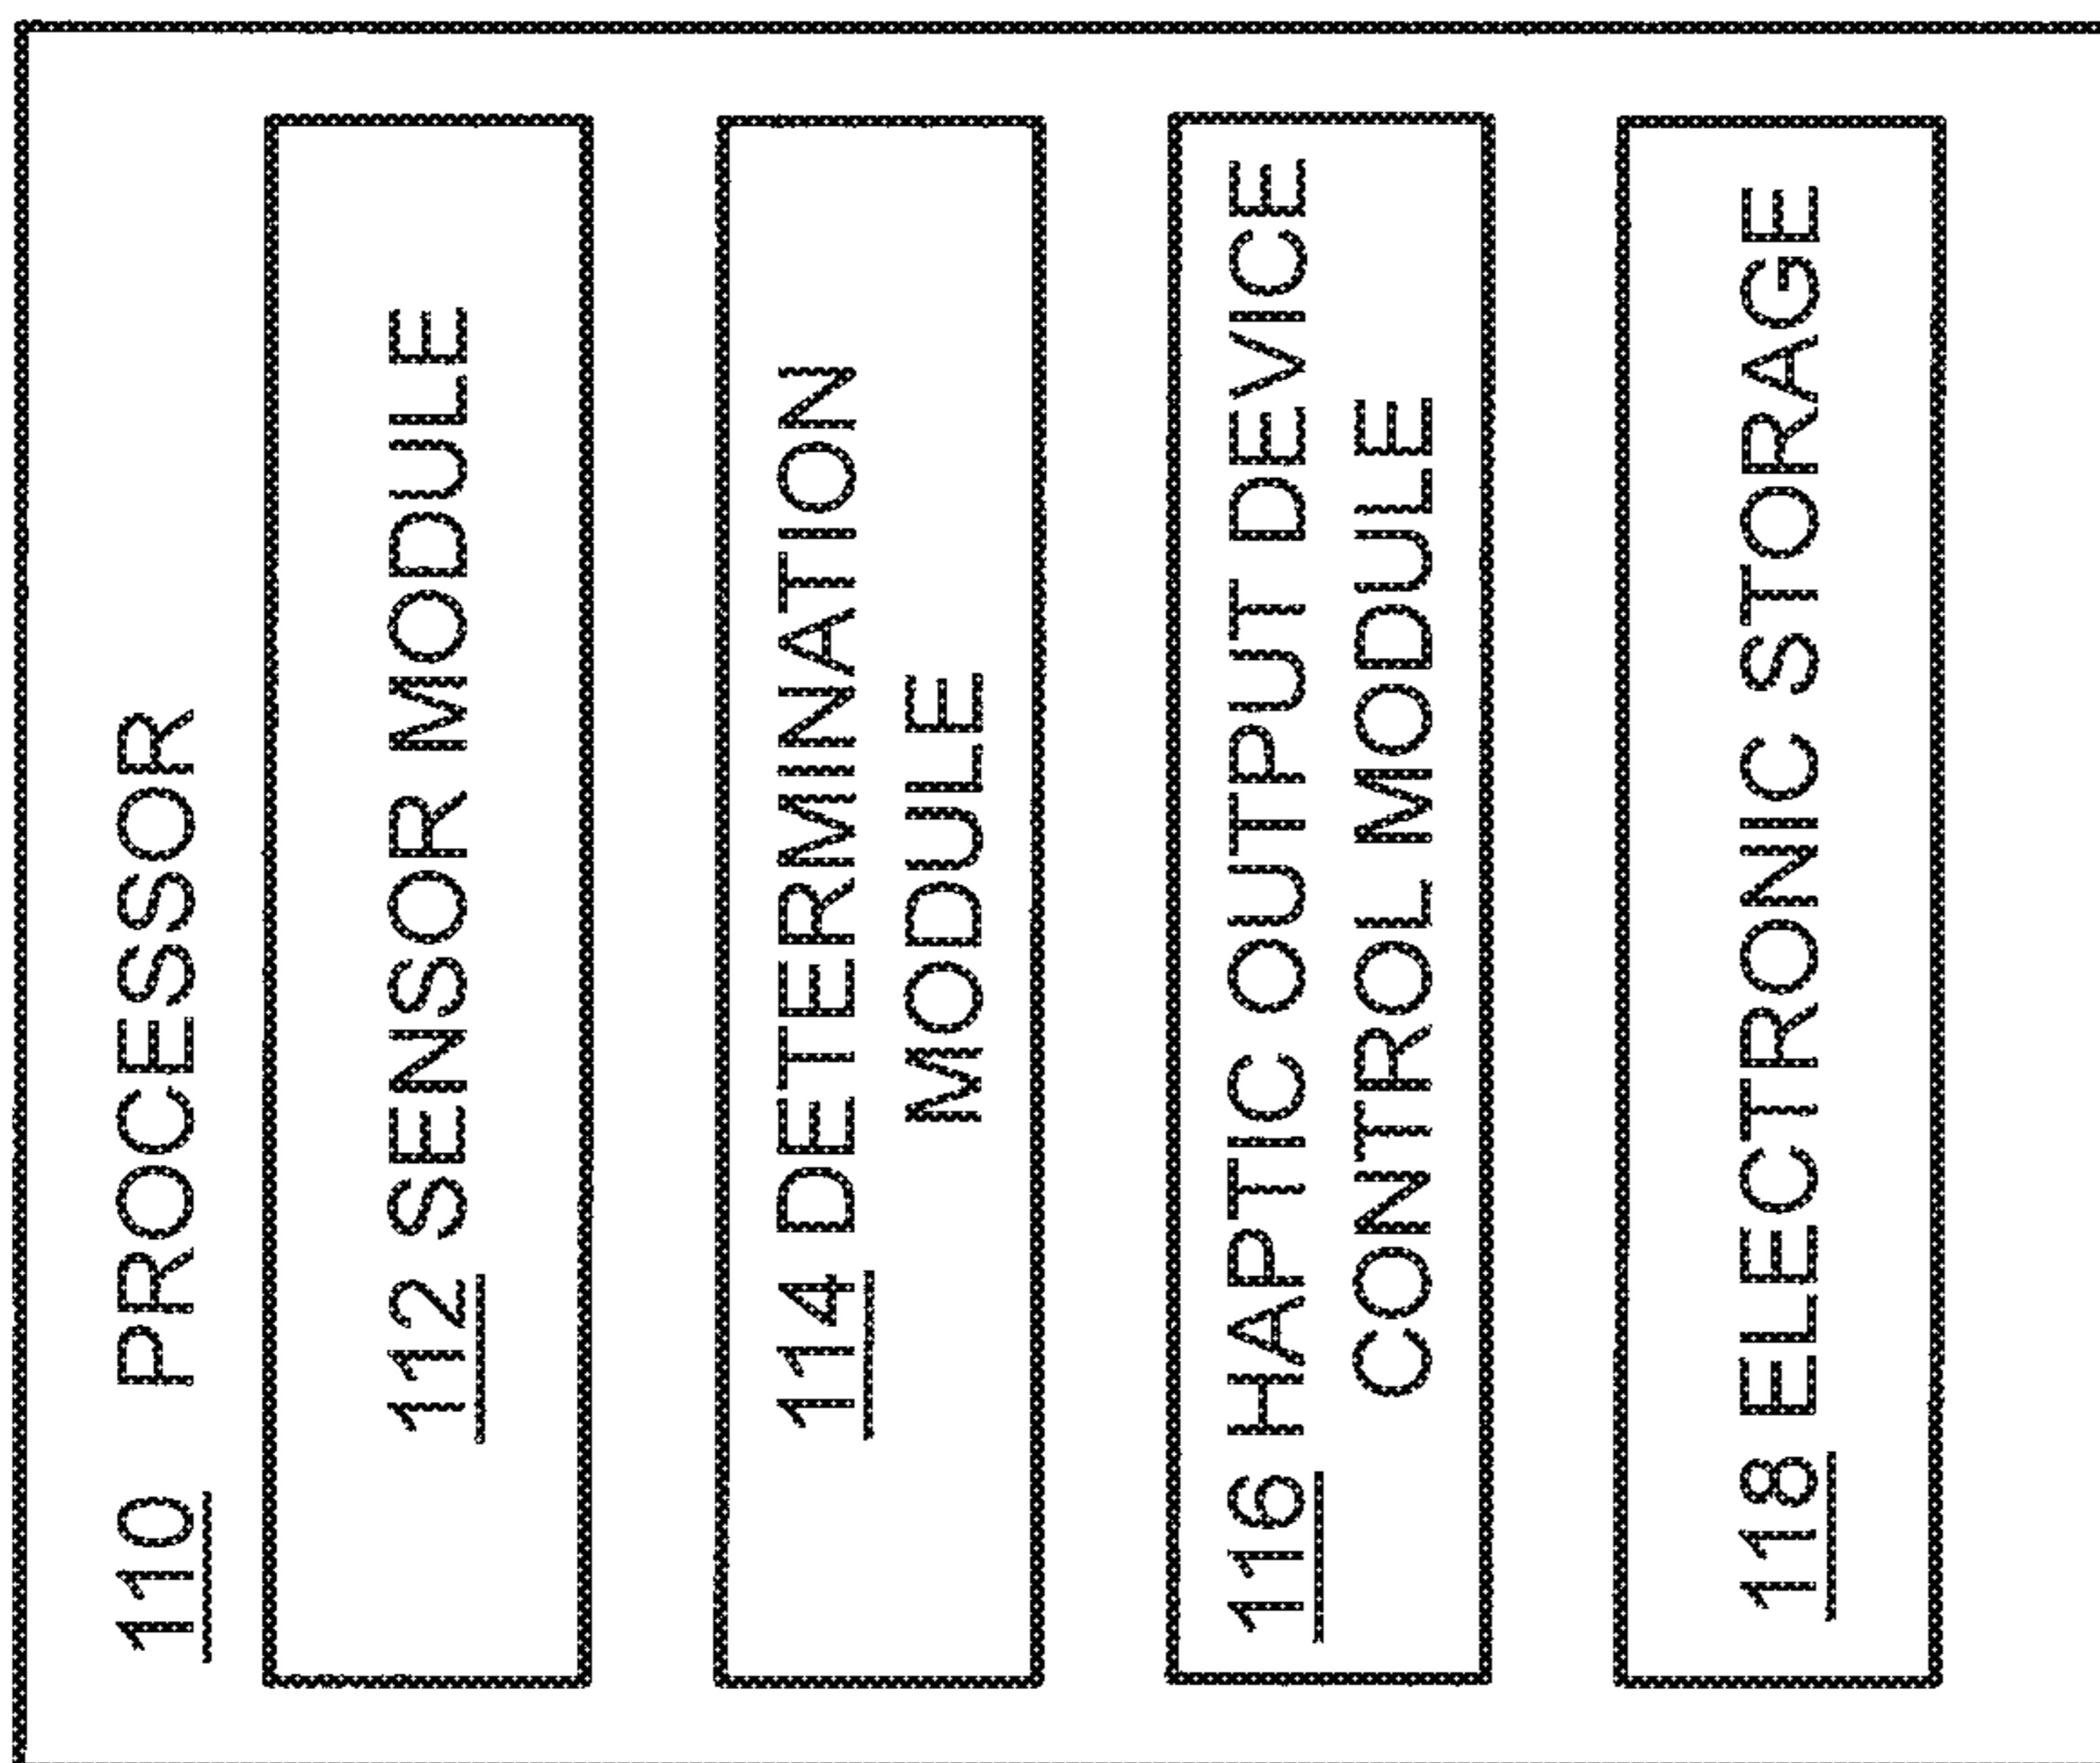 110 PROCESSOR
112 SENSOR MODULE
114 DETERMINATION
MODULE
116 HAPTIC OUTPUT DEVICE
CONTROL MODULE
118 ELECTRONIC STORAGE